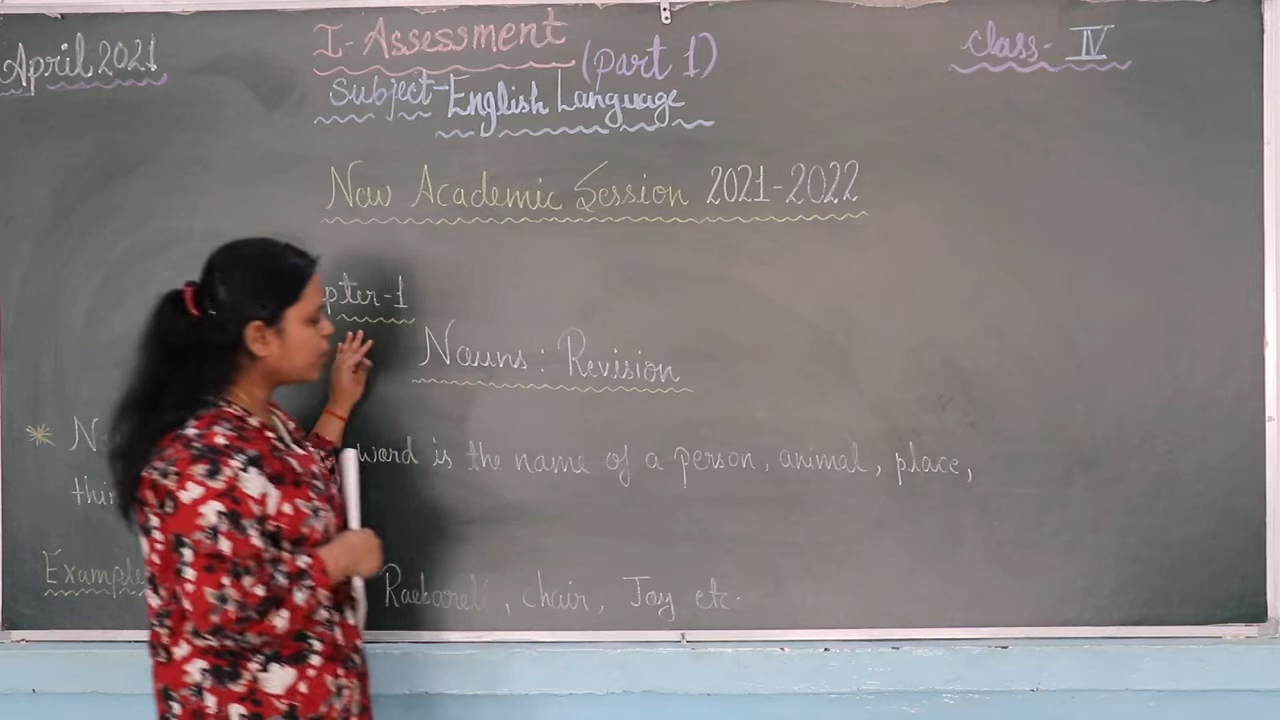 April 2021
I-Assessment
(part 1)
Class- IV
Subject-English Language
New Academic Session 2021-2022
pter-1
Nouns: Revision
word is the name of a person, animal, place,
Example
Raebareli, chair, Joy etc.